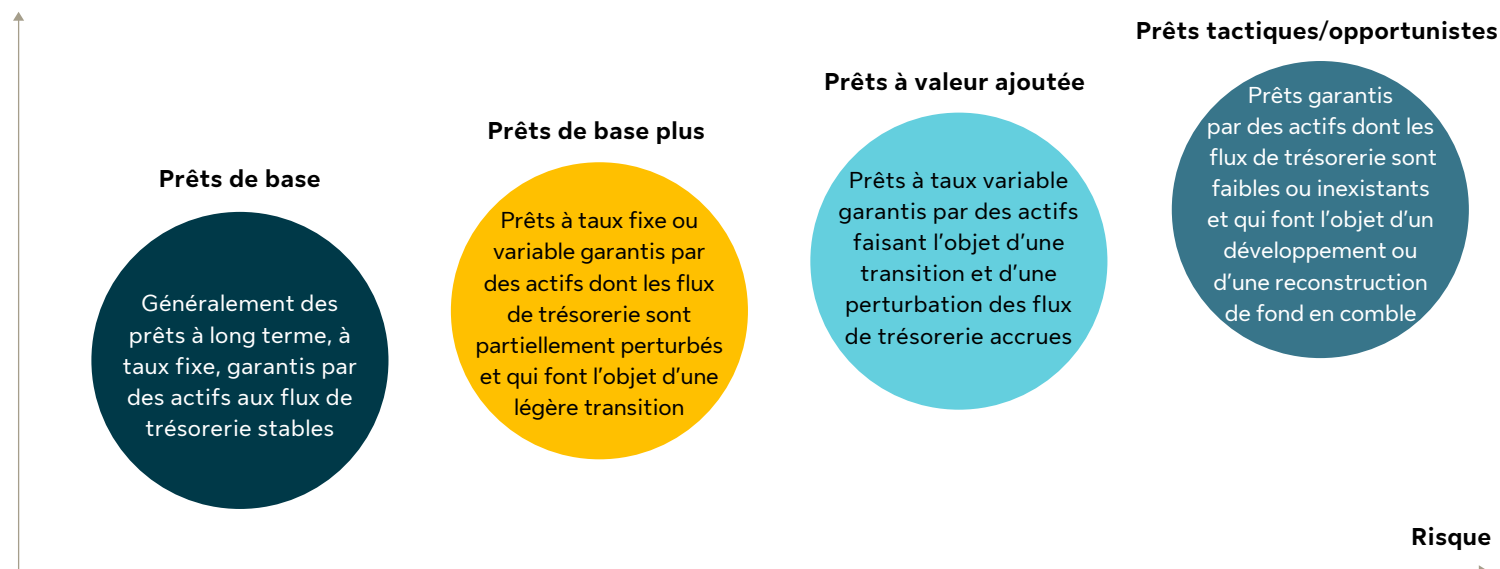 Prêts de base
Généralement des
prêts à long terme, à
taux fixe, garantis par
des actifs aux flux de
trésorerie stables
Prêts de base plus
Prêts à taux fixe ou
variable garantis par
des actifs dont les flux
de trésorerie sont
partiellement perturbés
et qui font l’objet d’une
légère transition
Prêts à valeur ajoutée
Prêts à taux variable
garantis par des actifs
faisant l’objet d’une
transition et d’une
perturbation des flux
de trésorerie accrues
Prêts tactiques/opportunistes
Prêts garantis
par des actifs dont les
flux de trésorerie sont
faibles ou inexistants
et qui font l’objet d’un
développement ou
d’une reconstruction
de fond en comble
Risque